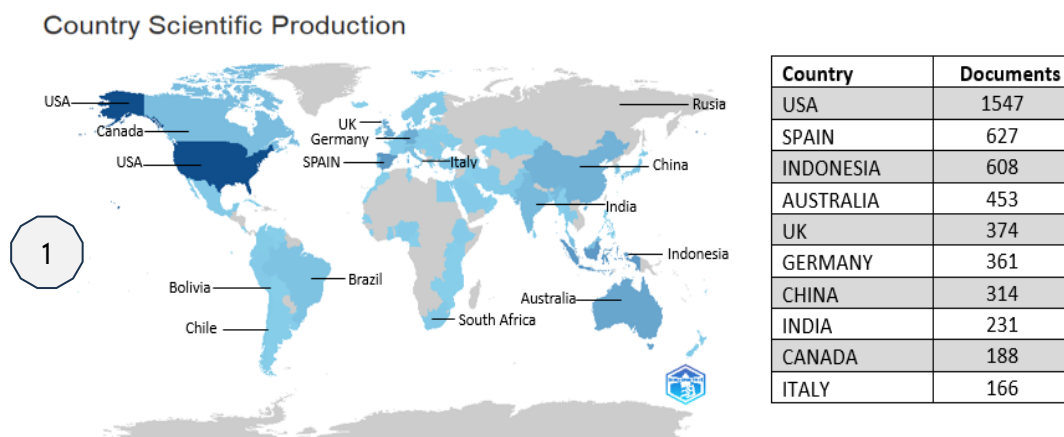 Country Scientific Production
USA
Canada
USA
UK
Germany
SPAIN
Italy
Rusia
China
India
Indonesia
Australia
South Africa
Brazil
Bolivia
Chile
1
Country Documents
USA 1547
SPAIN 627
INDONESIA 608
AUSTRALIA 453
UK 374
GERMANY 361
CHINA 314
INDIA 231
CANADA 188
ITALY 166